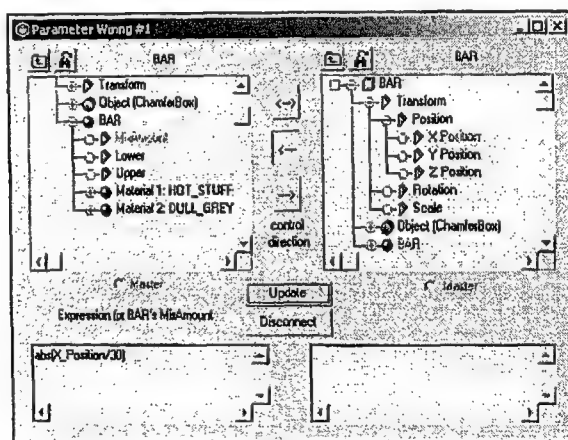 Parameter Wiring #1
BAR
BAR
Transform
Object (ChamferBox)
BAR
MixAmount
Lower
Upper
Material 1: HOT_STUFF
Material 2: DULL_GREY
BAR
Transform
Position
X Position
Y Position
Z Position
Rotation
Scale
Object (ChamferBox)
BAR
control
direction
Master
Master
Update
Disconnect
Expression for BAR's MixAmount
abs(X_Position/30)